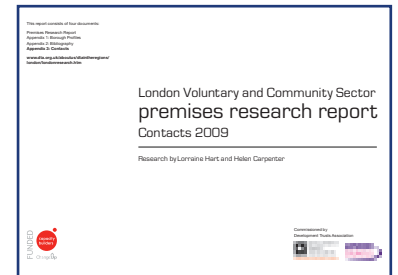 This report consists of four documents:
Premises Research Report
Appendix 1: Borough Profiles
Appendix 2: Bibliography
Appendix 3: Contacts
www.dta.org.uk/aboutus/dtaintheregions/
london/londonresearch.htm
London Voluntary and Community Sector
premises research report
Contacts 2009
Research by Lorraine Hart and Helen Carpenter
FUNDED
Capacity
builders
ChangeUp
Commissioned by
Development Trusts Association